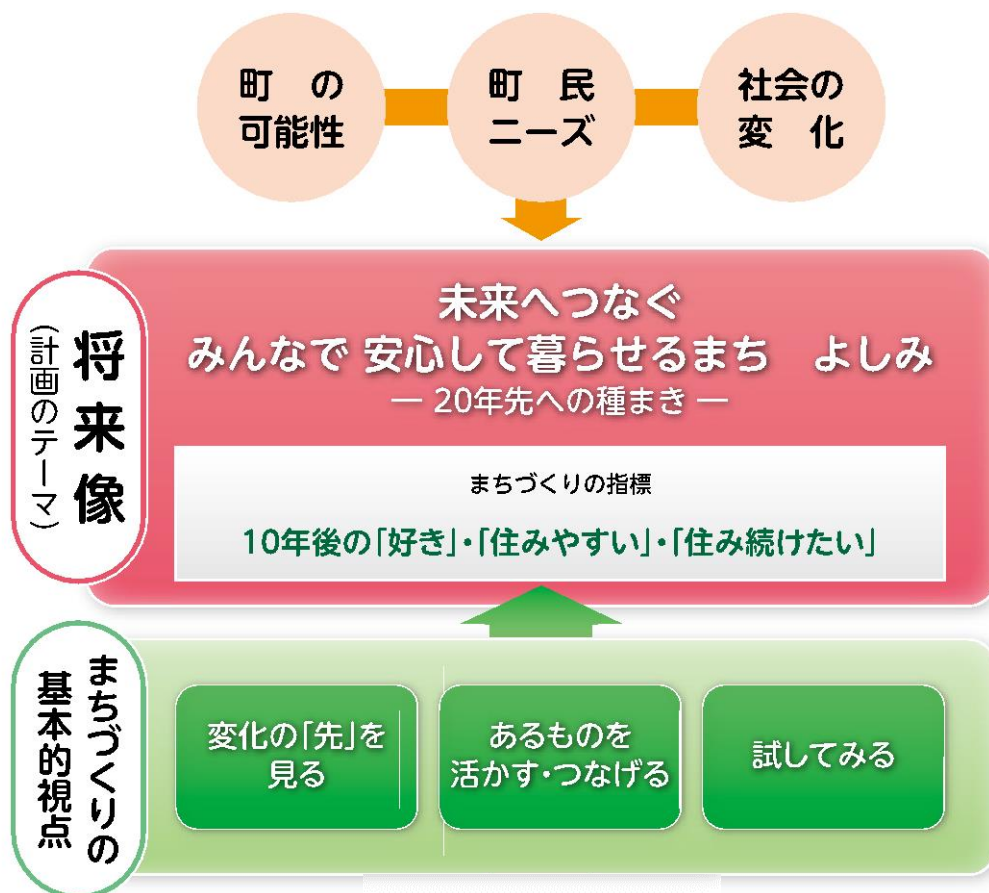 町 の
可能性
町 民
ニーズ
社会の
変 化
将来像
(計画のテーマ)
未来へつなぐ
みんなで 安心して暮らせるまち よしみ
― 20年先への種まき ―
まちづくりの指標
10年後の「好き」・「住みやすい」・「住み続けたい」
まちづくりの
基本的視点
変化の「先」を
見る
あるものを
活かす・つなげる
試してみる